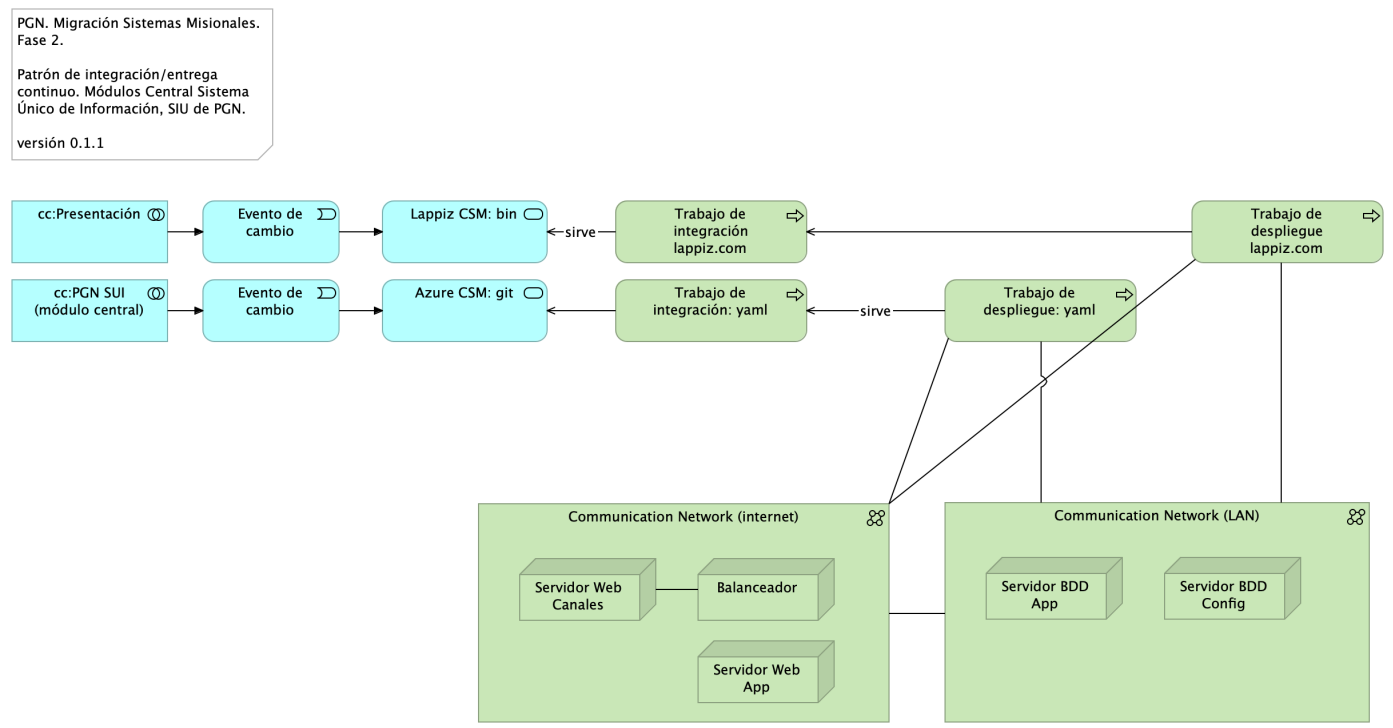 PGN. Migración Sistemas Misionales.
Fase 2.
Patrón de integración/entrega
continuo. Módulos Central Sistema
Único de Información, SIU de PGN.
versión 0.1.1
cc:Presentación
Evento de
cambio
Lappiz CSM: bin
sirve
Trabajo de
integración
lappiz.com
Trabajo de
despliegue
lappiz.com
cc:PGN SUI
(módulo central)
Evento de
cambio
Azure CSM: git
Trabajo de
integración: yaml
sirve
Trabajo de
despliegue: yaml
Communication Network (internet)
Servidor Web
Canales
Balanceador
Servidor Web
App
Communication Network (LAN)
Servidor BDD
App
Servidor BDD
Config